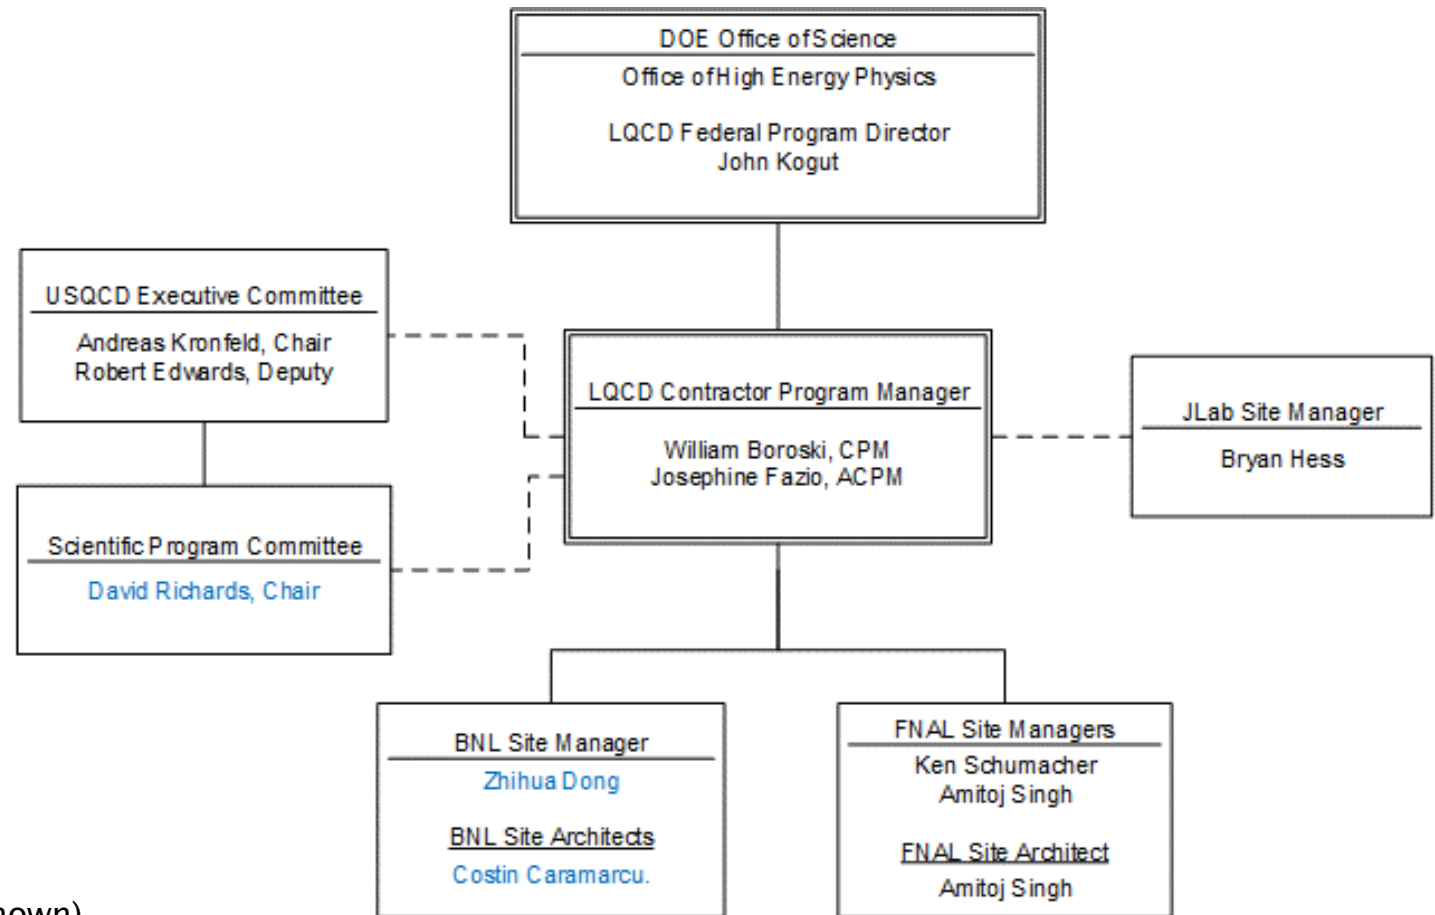 DOE Office of Science
Office of High Energy Physics
LQCD Federal Program Director
John Kogut
USQCD Executive Committee
Andreas Kronfeld, Chair
Robert Edwards, Deputy
LQCD Contractor Program Manager
William Boroski, CPM
Josephine Fazio, ACPM
JLab Site Manager
Bryan Hess
Scientific Program Committee
David Richards, Chair
BNL Site Manager
Zhihua Dong
BNL Site Architects
Costin Caramarcu.
FNAL Site Managers
Ken Schumacher
Amitoj Singh
FNAL Site Architect
Amitoj Singh